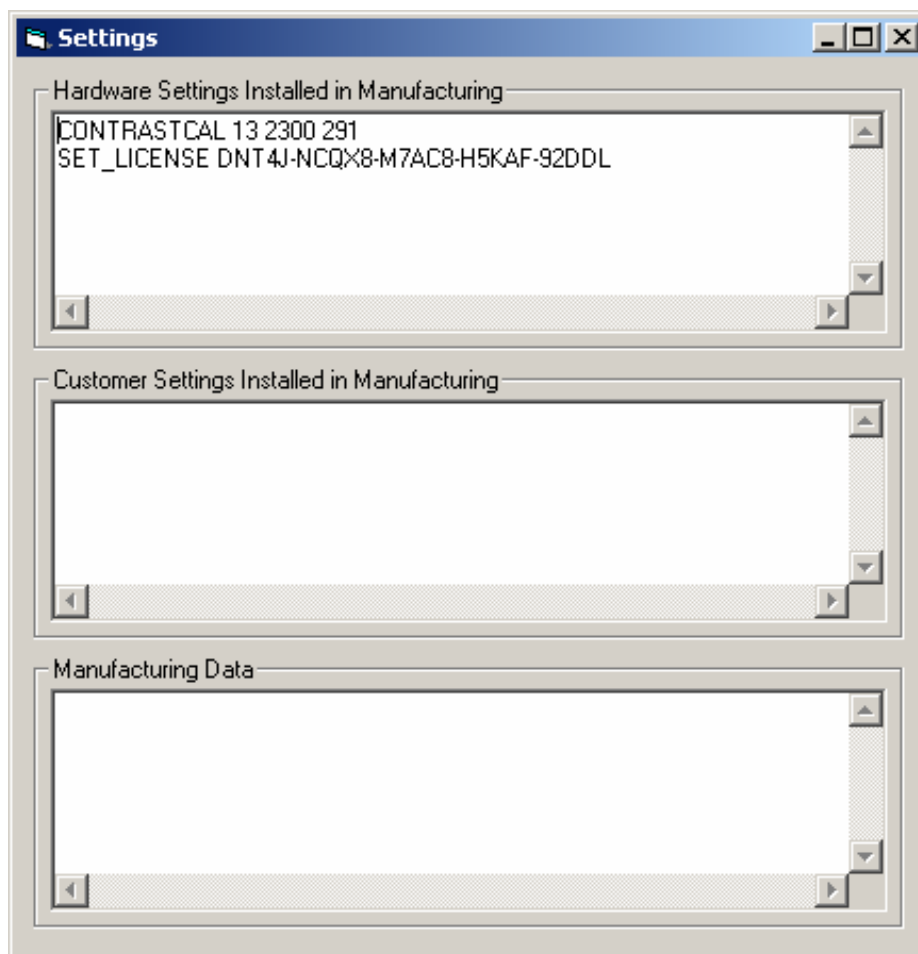 Settings
Hardware Settings Installed in Manufacturing
CONTRASTCAL 13 2300 291
SET_LICENSE DNT4J-NCQX8-M7AC8-H5KAF-92DDL
Customer Settings Installed in Manufacturing
Manufacturing Data